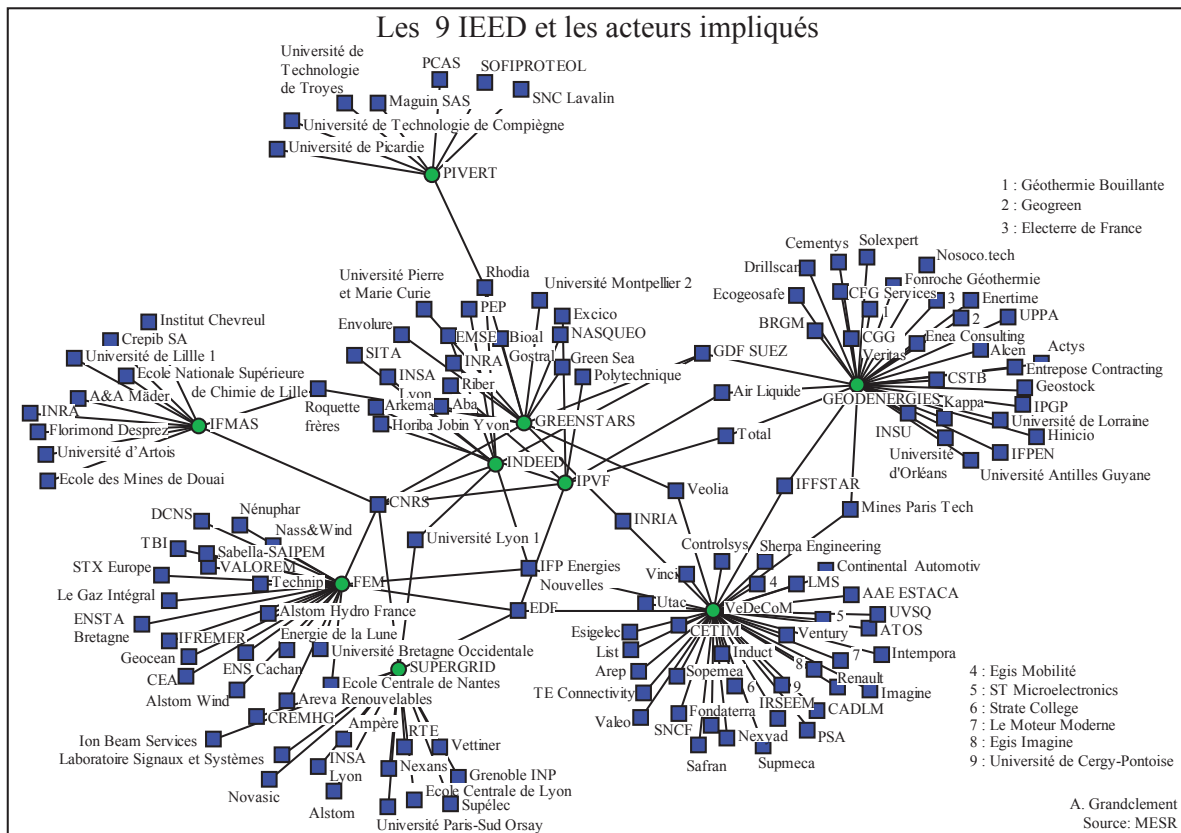 Les 9 IEED et les acteurs impliqués
Université de
Technologie
de Troyes
PCAS
SOFIPROTEOL
SNC Lavalin
Maguin SAS
Université de Technologie de Compiègne
Université de Picardie
PIVERT
1 : Géothermie Bouillante
2 : Geogreen
3 : Electerre de France
Cementys
Solexpert
Nosoco.tech
Drillscan
Fonroche Géothermie
Ecogeosafe
CFG Services
3
Enertime
1
2
UPPA
BRGM
CGG
Veritas
Enea Consulting
Alcen
Actys
CSTB
Entrepose Contracting
Geostock
GEODENERGIES
Kappa
IPGP
INSU
Université de Lorraine
Hinicio
Université
d'Orléans
IFPEN
Université Antilles Guyane
Rhodia
Université Pierre
et Marie Curie
Université Montpellier 2
PEP
Excico
Envolure
EMSE
Bioal
NASQUEO
Gostral
SITA
INRA
Green Sea
GDF SUEZ
INSA
Lyon
Riber
Polytechnique
Air Liquide
Roquette
frères
Arkema
Aba
Horiba Jobin Yvon
GREENSTARS
Total
INDEED
IPVF
Institut Chevreul
Crepib SA
Université de Lillle 1
Ecole Nationale Supérieure
de Chimie de Lille
A&A Mäder
INRA
IFMAS
Florimond Desprez
Université d'Artois
Ecole des Mines de Douai
CNRS
Veolia
IFFSTAR
Mines Paris Tech
INRIA
Université Lyon 1
IFP Energies
Nouvelles
EDF
DCNS
Nénuphar
Nass&Wind
TBI
Sabella-SAIPEM
VALOREM
STX Europe
Technip
FEM
Le Gaz Intégral
Alstom Hydro France
ENSTA
Bretagne
IFREMER
Energie de la Lune
Geocean
ENS Cachan
Université Bretagne Occidentale
CEA
SUPERGRID
Alstom Wind
Ecole Centrale de Nantes
Areva Renouvelables
CREMHG
Ampère
Ion Beam Services
RTE
Vettiner
Laboratoire Signaux et Systèmes
INSA
Lyon
Nexans
Grenoble INP
Novasic
Ecole Centrale de Lyon
Alstom
Supélec
Université Paris-Sud Orsay
Controlsys
Sherpa Engineering
Vinci
4
Continental Automotiv
LMS
Utac
VeDeCoM
AAE ESTACA
5
UVSQ
Esigelec
CETIM
ATOS
Ventury
List
Induct
7
Intempora
Arep
Sopemea
8
Renault
TE Connectivity
6
9
Imagine
IRSEEM
CADLM
Valeo
Fondaterra
SNCF
Nexyad
PSA
Safran
Supmeca
4 : Egis Mobilité
5 : ST Microelectronics
6 : Strate College
7 : Le Moteur Moderne
8 : Egis Imagine
9 : Université de Cergy-Pontoise
A. Grandclement
Source: MESR